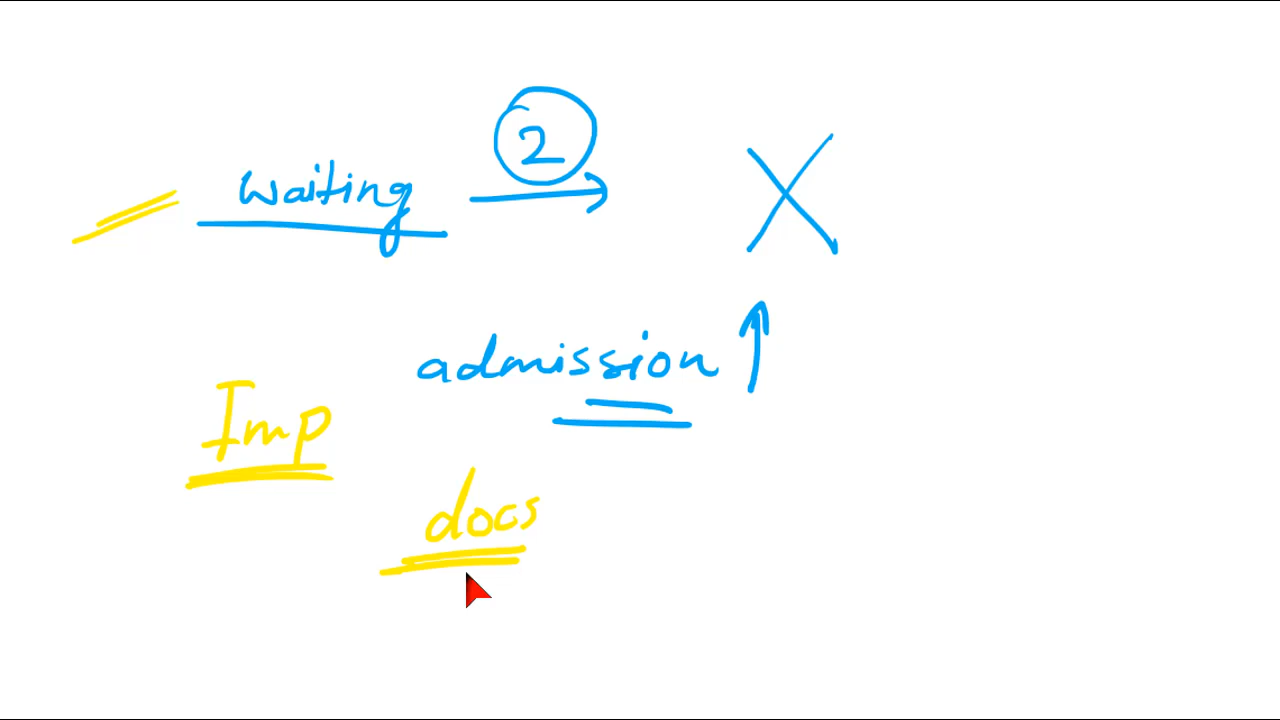 waiting → 2 X
admission ↑
Imp
docs